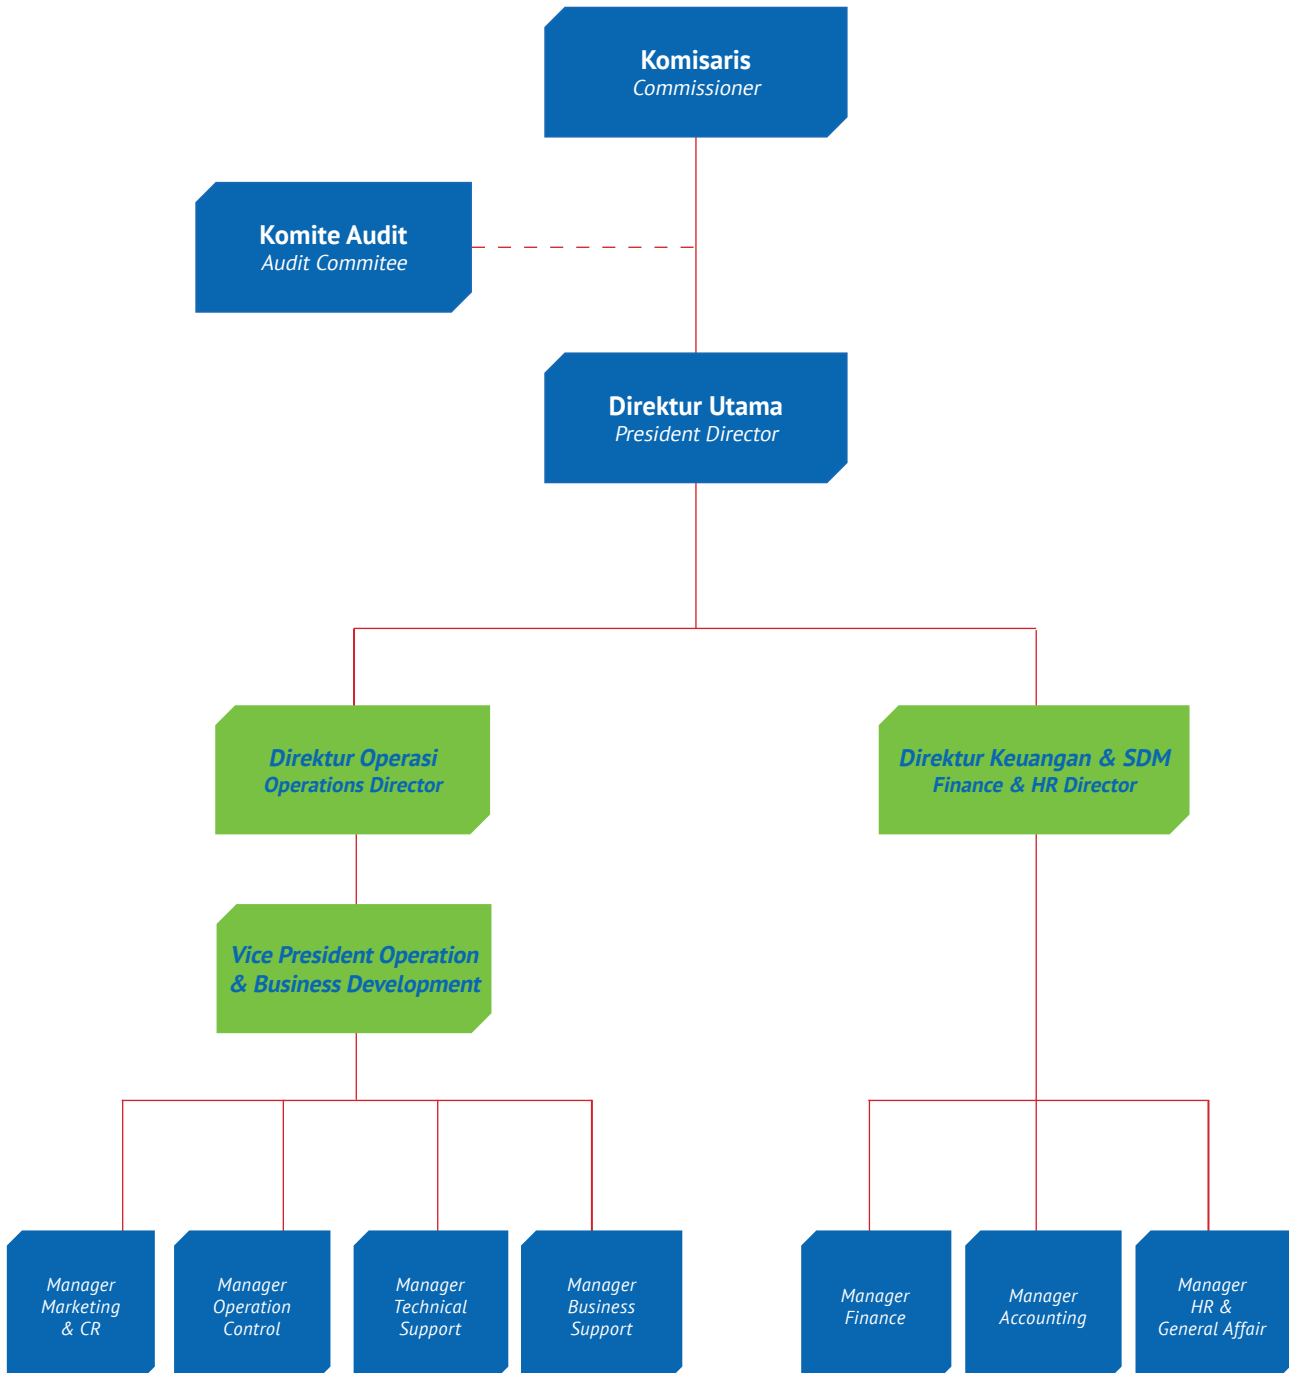 Komisaris
Commissioner
Komite Audit
Audit Commitee
Direktur Utama
President Director
Direktur Operasi
Operations Director
Direktur Keuangan & SDM
Finance & HR Director
Vice President Operation
& Business Development
Manager
Marketing
& CR
Manager
Operation
Control
Manager
Technical
Support
Manager
Business
Support
Manager
Finance
Manager
Accounting
Manager
HR &
General Affair